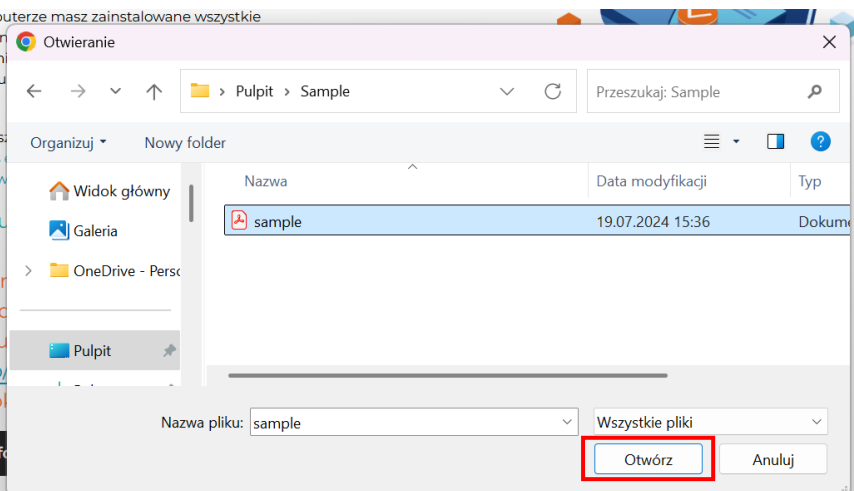 puterze masz zainstalowane wszystkie
Otwieranie
Pulpit > Sample
Przeszukaj: Sample
Organizuj
Nowy folder
Nazwa
Data modyfikacji
Typ
Widok główny
Galeria
OneDrive - Perso
Pulpit
sample
19.07.2024 15:36
Dokume
Nazwa pliku:
sample
Wszystkie pliki
Otwórz
Anuluj